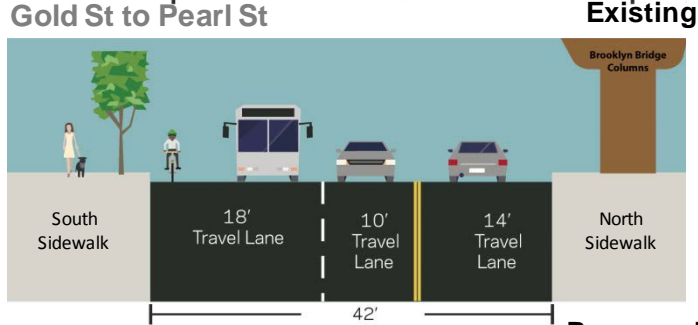 Gold St to Pearl St
Existing
Brooklyn Bridge
Columns
South
Sidewalk
18'
Travel Lane
10'
Travel
Lane
14'
Travel
Lane
North
Sidewalk
42'